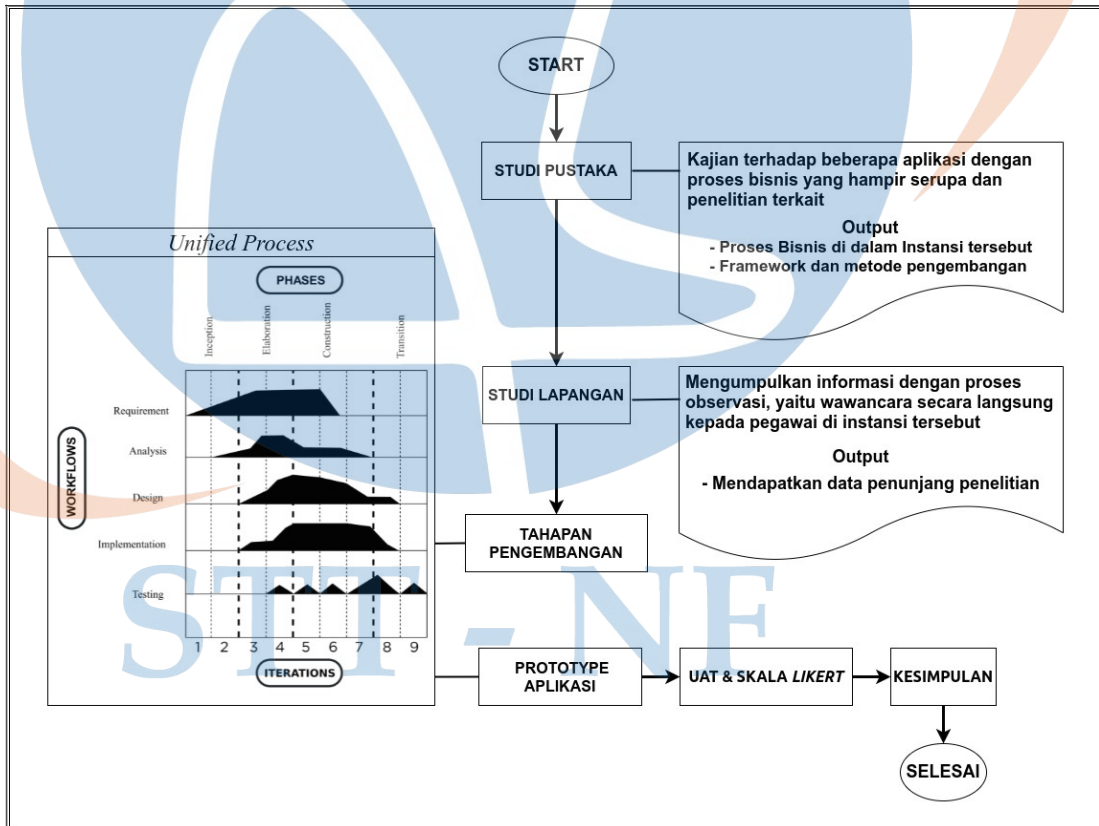 START
STUDI PUSTAKA
Kajian terhadap beberapa aplikasi dengan
proses bisnis yang hampir serupa dan
penelitian terkait
Output
- Proses Bisnis di dalam Instansi tersebut
- Framework dan metode pengembangan
Unified Process
PHASES
Inception
Elaboration
Construction
Transition
WORKFLOWS
Requirement
Analysis
Design
Implementation
Testing
1 2 3 4 5 6 7 8 9
ITERATIONS
STUDI LAPANGAN
Mengumpulkan informasi dengan proses
observasi, yaitu wawancara secara langsung
kepada pegawai di instansi tersebut
Output
- Mendapatkan data penunjang penelitian
TAHAPAN
PENGEMBANGAN
STT - NF
PROTOTYPE
APLIKASI
UAT & SKALA LIKERT
KESIMPULAN
SELESAI